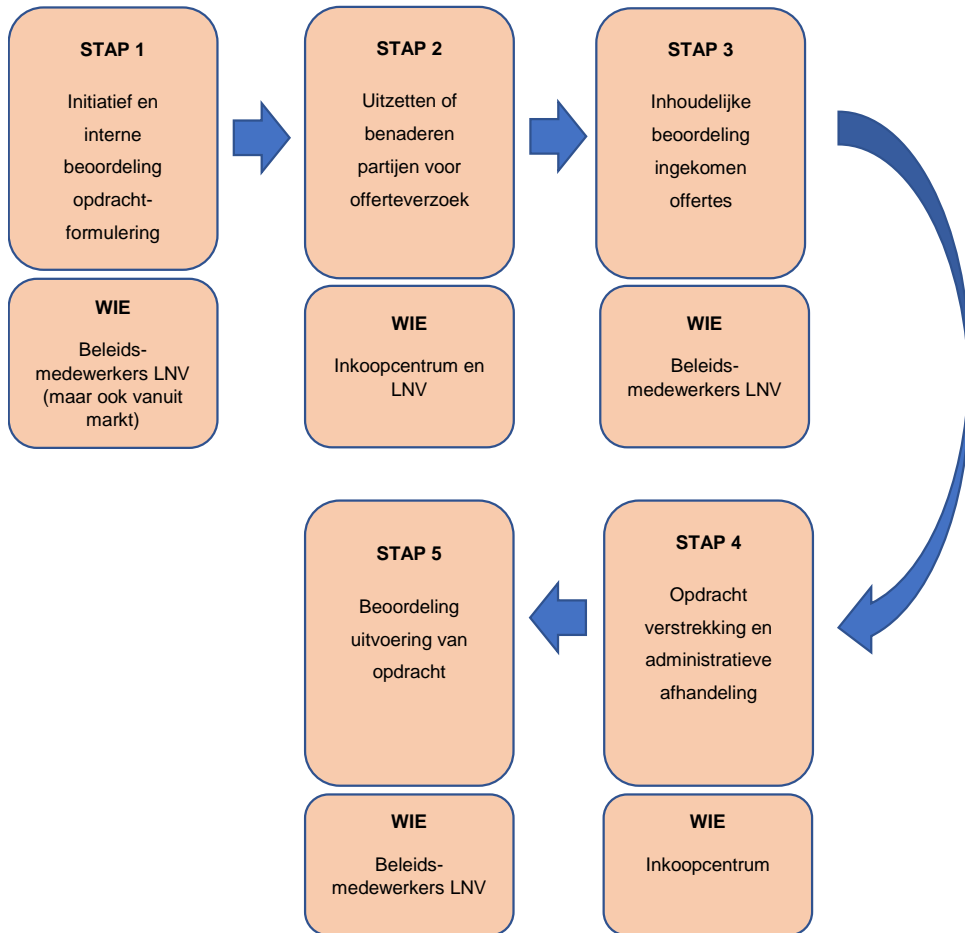 STAP 1
Initiatief en
interne
beoordeling
opdracht-
formulering
WIE
Beleids-
medewerkers LNV
(maar ook vanuit
markt)
STAP 2
Uitzetten of
benaderen
partijen voor
offerteverzoek
WIE
Inkoopcentrum en
LNV
STAP 3
Inhoudelijke
beoordeling
ingekomen
offertes
WIE
Beleids-
medewerkers LNV
STAP 4
Opdracht
verstrekking en
administratieve
afhandeling
WIE
Inkoopcentrum
STAP 5
Beoordeling
uitvoering van
opdracht
WIE
Beleids-
medewerkers LNV